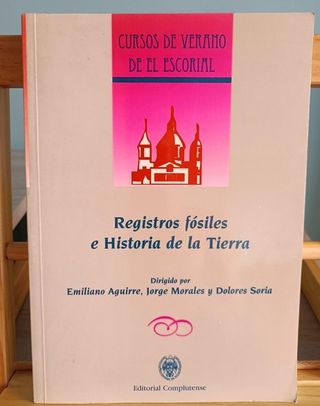 CURSOS DE VERANO
DE EL ESCORIAL
Registros fósiles
e Historia de la Tierra
Dirigido por
Emiliano Aguirre, Jorge Morales y Dolores Soria
Editorial Complutense